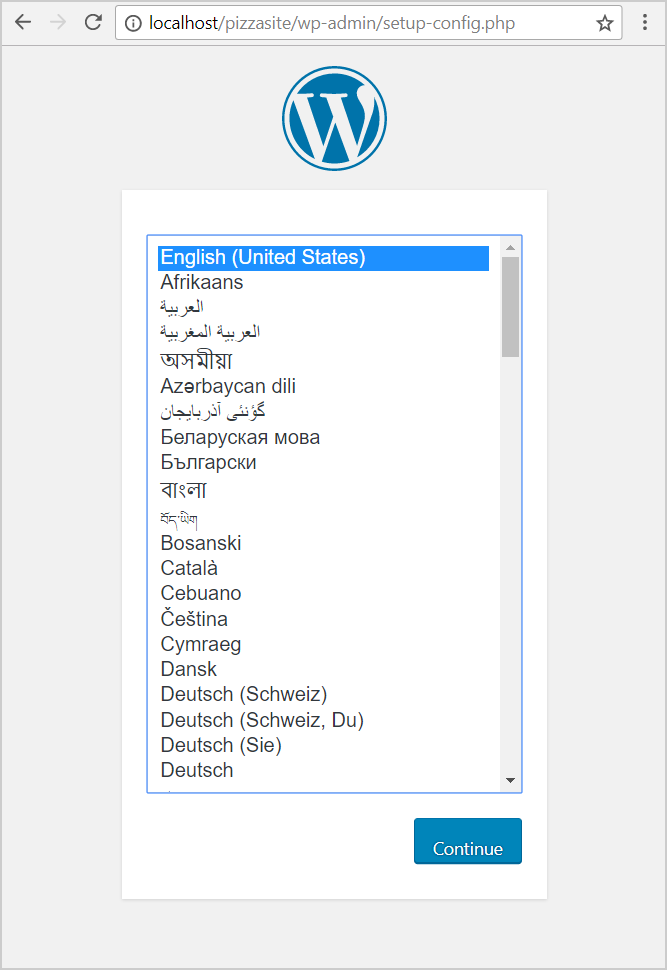 localhost/pizzasite/wp-admin/setup-config.php
English (United States)
Afrikaans
العربية
العربية المغربية
অসমীয়া
Azərbaycan dili
گؤنئی آذربایجان
Беларуская мова
Български
বাংলা
བོད་ཡིག
Bosanski
Català
Cebuano
Čeština
Cymraeg
Dansk
Deutsch (Schweiz)
Deutsch (Schweiz, Du)
Deutsch (Sie)
Deutsch
Continue